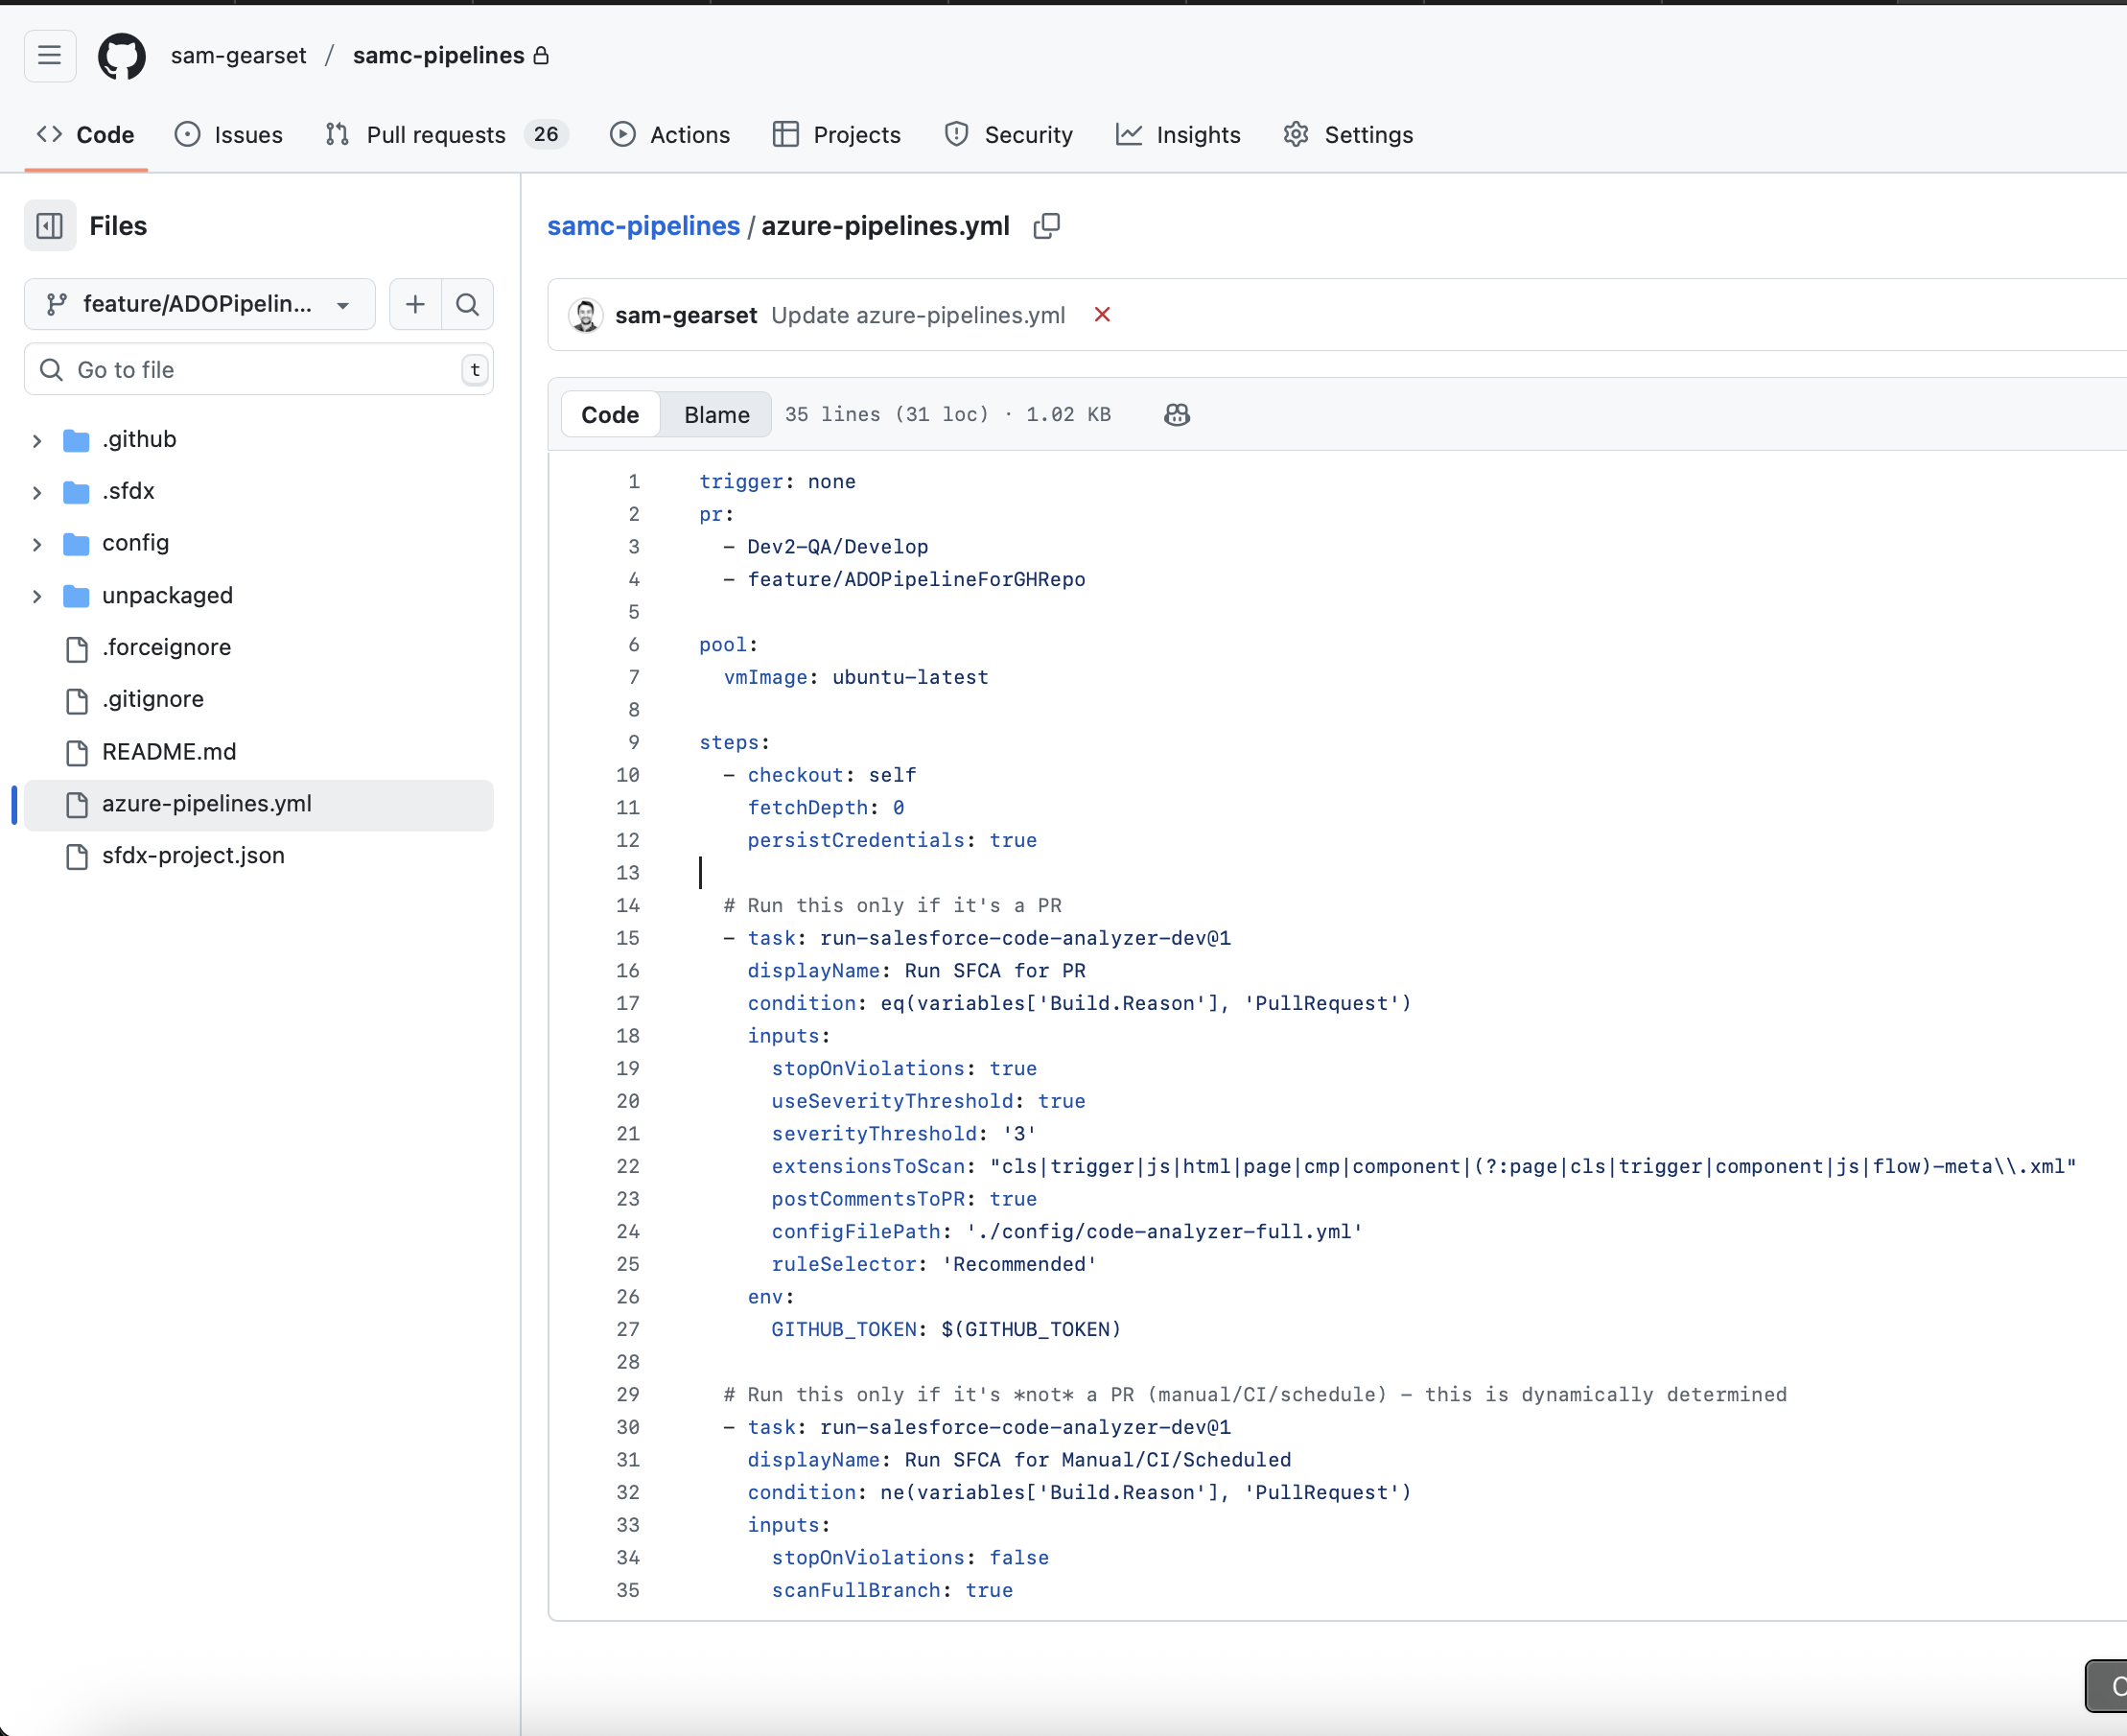 sam-gearset / samc-pipelines
Code Issues Pull requests 26 Actions Projects Security Insights Settings
Files
feature/ADOPipelin...
Go to file t
.github
.sfdx
config
unpackaged
.forceignore
.gitignore
README.md
azure-pipelines.yml
sfdx-project.json
samc-pipelines / azure-pipelines.yml
sam-gearset Update azure-pipelines.yml
Code Blame 35 lines (31 loc) · 1.02 KB
1 trigger: none
2 pr:
3   - Dev2-QA/Develop
4   - feature/ADOPipelineForGHRepo
5
6 pool:
7   vmImage: ubuntu-latest
8
9 steps:
10   - checkout: self
11     fetchDepth: 0
12     persistCredentials: true
13
14   # Run this only if it's a PR
15   - task: run-salesforce-code-analyzer-dev@1
16     displayName: Run SFCA for PR
17     condition: eq(variables['Build.Reason'], 'PullRequest')
18     inputs:
19       stopOnViolations: true
20       useSeverityThreshold: true
21       severityThreshold: '3'
22       extensionsToScan: "cls|trigger|js|html|page|cmp|component|(?:page|cls|trigger|component|js|flow)-meta\\.xml"
23       postCommentsToPR: true
24       configFilePath: './config/code-analyzer-full.yml'
25       ruleSelector: 'Recommended'
26     env:
27       GITHUB_TOKEN: $(GITHUB_TOKEN)
28
29   # Run this only if it's *not* a PR (manual/CI/schedule) - this is dynamically determined
30   - task: run-salesforce-code-analyzer-dev@1
31     displayName: Run SFCA for Manual/CI/Scheduled
32     condition: ne(variables['Build.Reason'], 'PullRequest')
33     inputs:
34       stopOnViolations: false
35       scanFullBranch: true